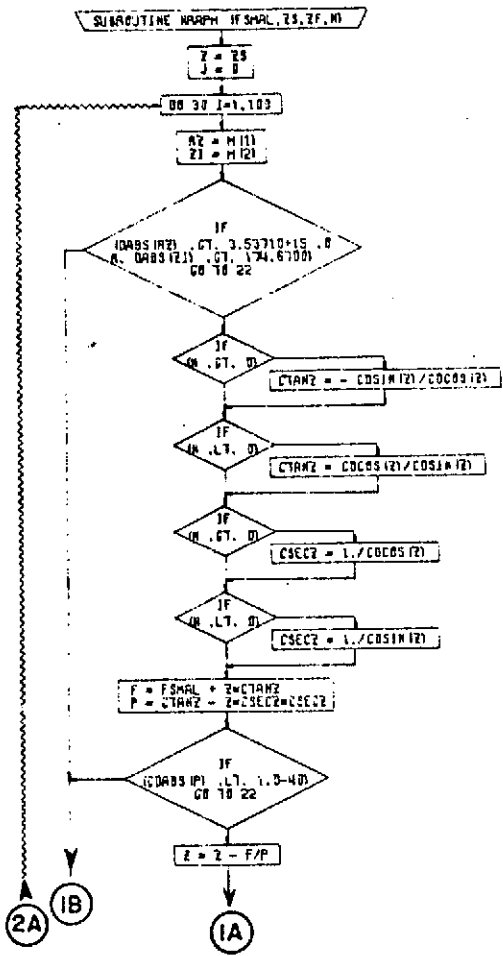 SUBROUTINE NRAPH (FSMAL,ZS,ZF,N)
Z = ZS
J = 0
DO 30 I=1,100
RZ = H(1)
ZI = H(2)
IF
(DABS(RZ) .GT. 3.5371D+15 .O
R. DABS(ZI) .GT. 174.67D0)
GO TO 22
IF
(N .GT. 0)
CTANZ = - CDSIN(Z)/CDCOS(Z)
IF
(N .LT. 0)
CTANZ = CDCOS(Z)/CDSIN(Z)
IF
(N .GT. 0)
CSECZ = 1./CDCOS(Z)
IF
(N .LT. 0)
CSECZ = 1./CDSIN(Z)
F = FSMAL + Z*CTANZ
P = CTANZ - Z*CSECZ*CSECZ
IF
(CDABS(P) .LT. 1.D-40)
GO TO 22
Z = Z - F/P
2A
1B
1A